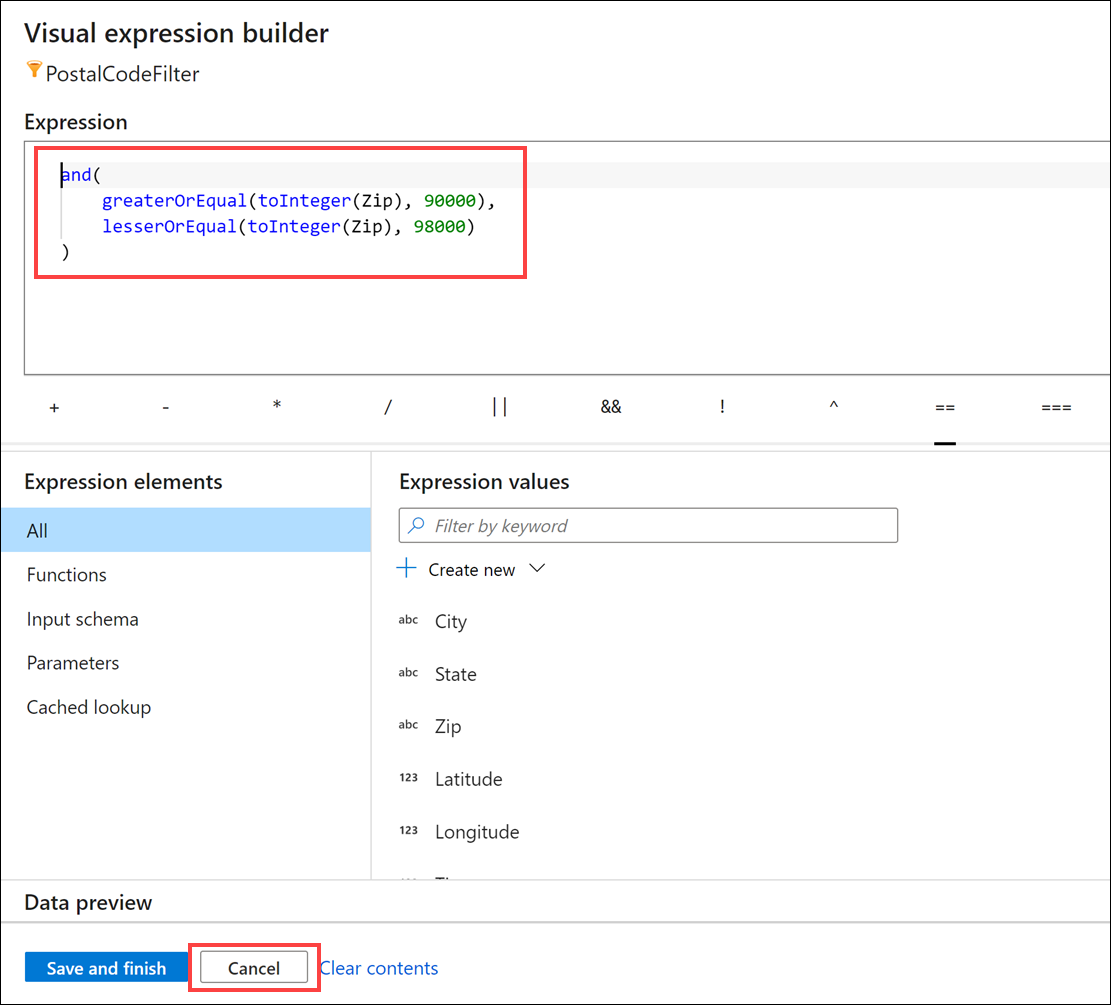 Visual expression builder
PostalCodeFilter
Expression
and(
greaterOrEqual(toInteger(Zip), 90000),
lesserOrEqual(toInteger(Zip), 98000)
)
+ - * / || && ! ^ == ===
Expression elements
All
Functions
Input schema
Parameters
Cached lookup
Expression values
Filter by keyword
Create new
abc City
abc State
abc Zip
123 Latitude
123 Longitude
Data preview
Save and finish Cancel Clear contents